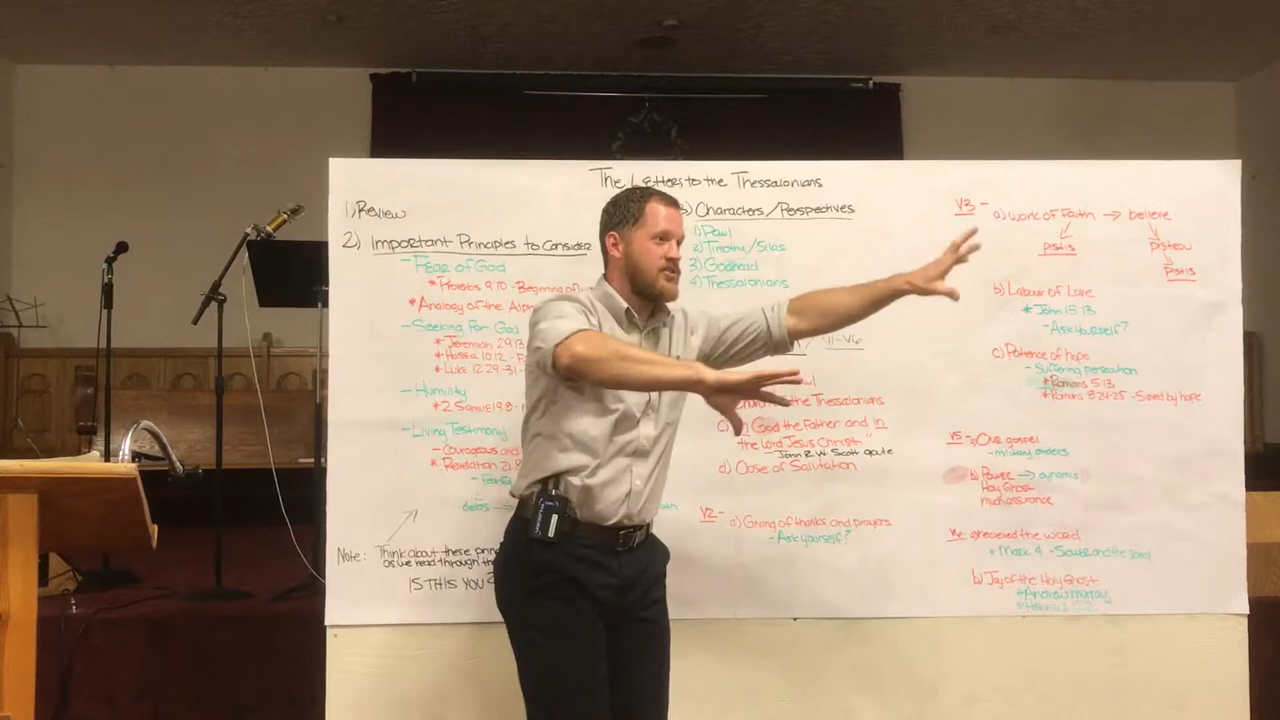 The Letters to the Thessalonians
1) Review
2) Important Principles to Consider
- Fear of God
* Proverbs 9:10 - Beginning of
* Analogy of the
- Seeking for God
* Jeremiah 29:13
* Hosea 10:12 -
* Luke 12:29-31 -
- Humility
* 2 Samuel 9:8 -
- Living Testimony
- Courageous and
* Revelation 21:8
- Fearful
Note: Think about these
as we read through
IS THIS YOU?
Characters/Perspectives
1) Paul
2) Timothy/Silas
3) Godhead
4) Thessalonians
V1-V6
the Thessalonians
God the Father and in
the Lord Jesus Christ"
- John R.W. Scott quote
d) Close of Salutation
V2- a) Giving of thanks and prayers
- Ask yourself?
V3 - a) Work of Faith → believe
pistis
pisteou
pistis
b) Labour of Love
* John 15:13
- Ask yourself?
c) Patience of hope
- Suffering persecution
* Romans 5:13
* Romans 8:24-25 - Saved by hope
V5 - a) Our gospel
- military orders
b) Power → dynamis
Holy Ghost
much assurance
V6 a) received the word
* Mark 4 - Sower and the
b) Joy of the Holy Ghost
* Andrew Murray